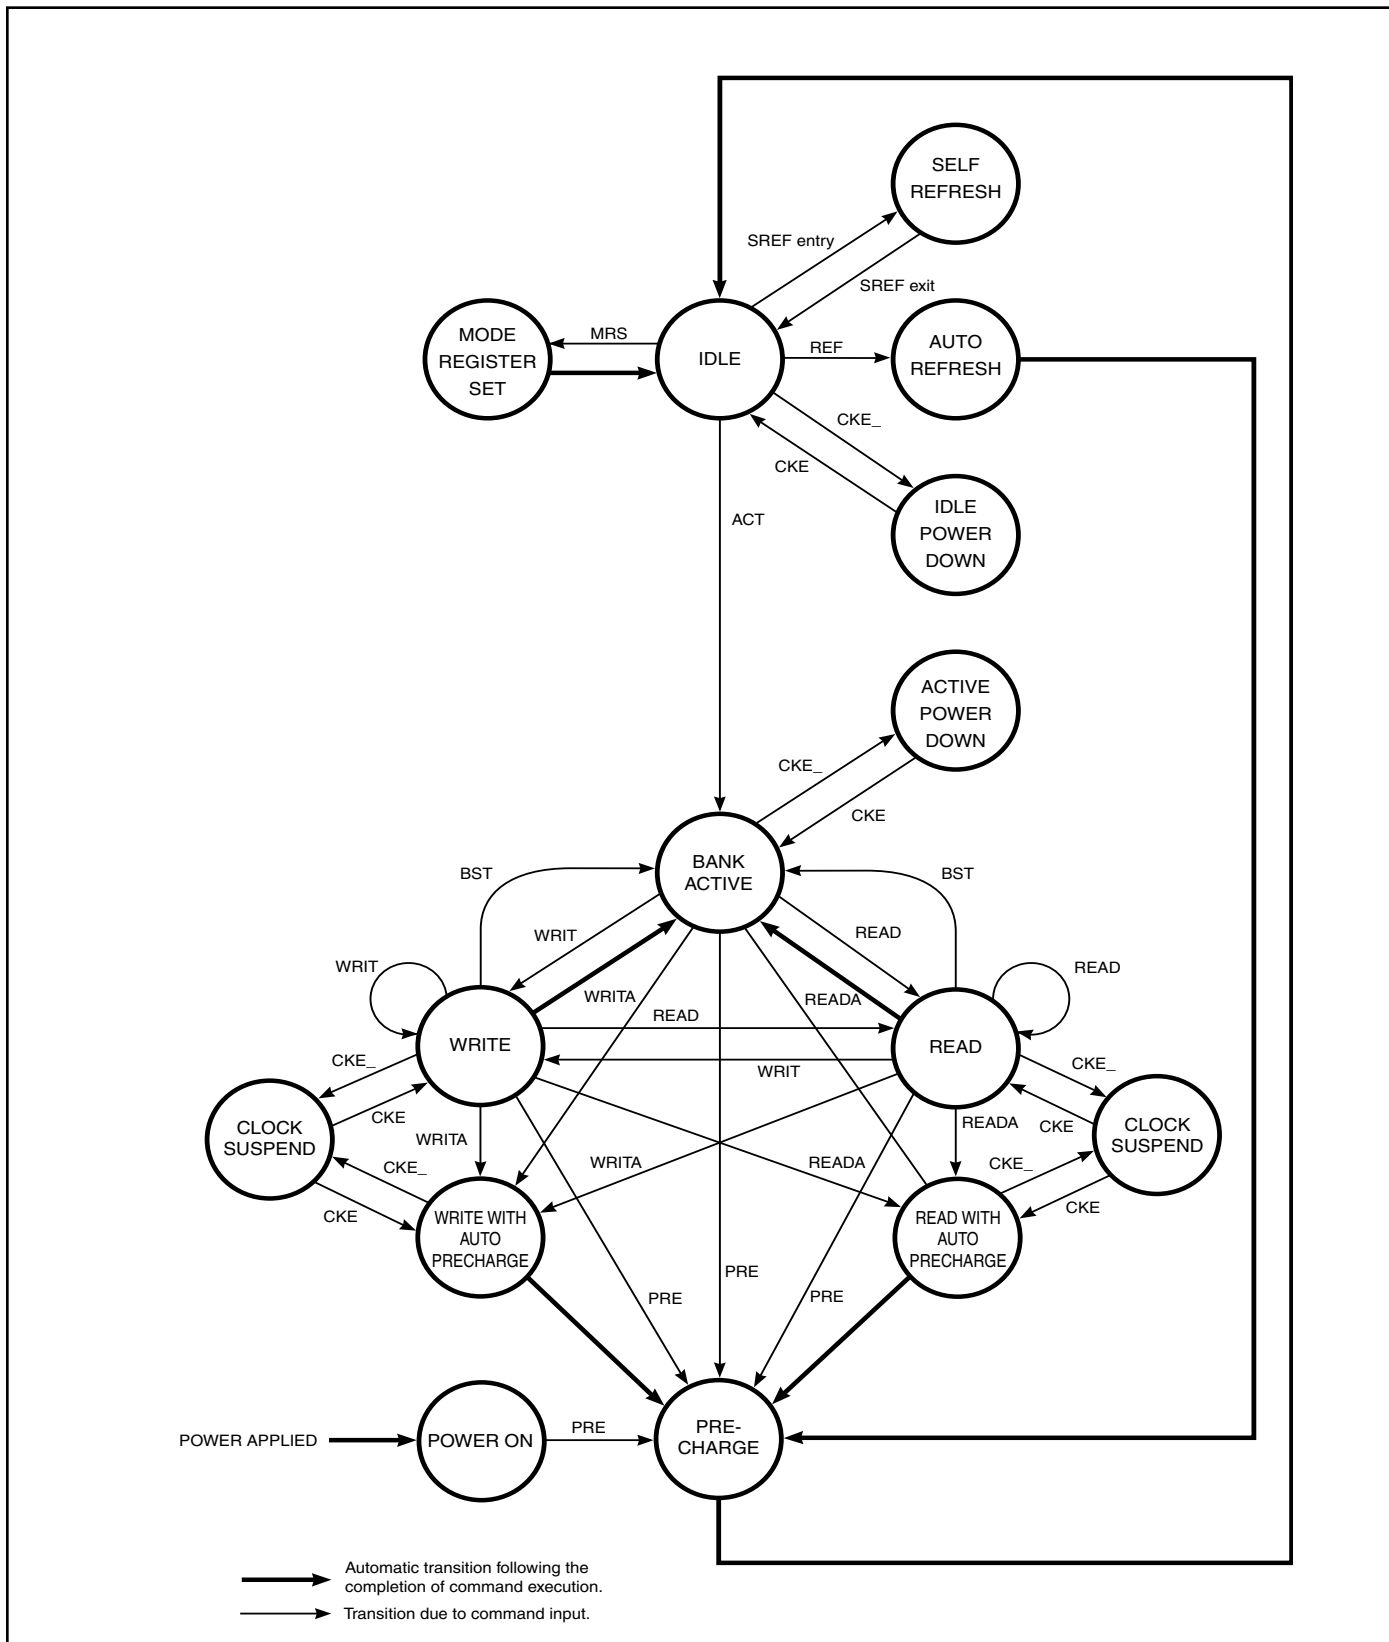 SELF
REFRESH
SREF entry
SREF exit
MODE
REGISTER
SET
MRS
IDLE
REF
AUTO
REFRESH
CKE_
CKE
IDLE
POWER
DOWN
ACT
ACTIVE
POWER
DOWN
CKE_
CKE
BANK
ACTIVE
BST
BST
WRIT
READ
WRIT
READ
WRITA
READA
READ
WRITE
READ
WRIT
CKE_
CKE_
CKE
CKE
CLOCK
SUSPEND
CLOCK
SUSPEND
WRITA
READA
CKE_
WRITA
READA
CKE_
CKE
CKE
WRITE WITH
AUTO
PRECHARGE
READ WITH
AUTO
PRECHARGE
PRE
PRE
PRE
POWER APPLIED
POWER ON
PRE
PRE-
CHARGE
Automatic transition following the
completion of command execution.
Transition due to command input.